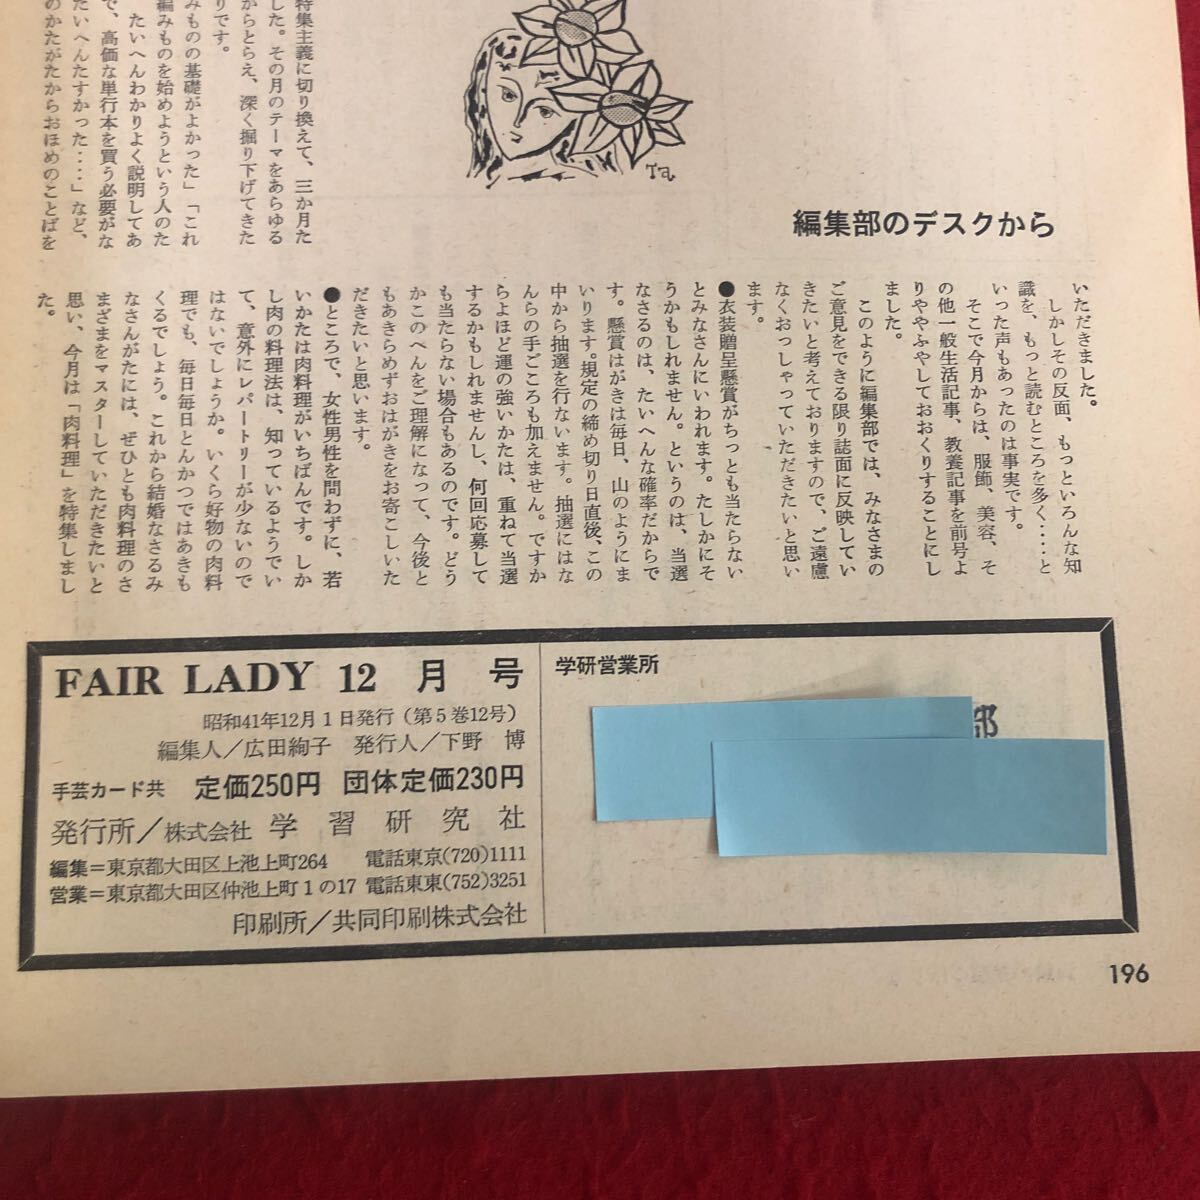 編集部のデスクから
特集主義に切り換えて、三か月た
した。その月のテーマをあらゆる
からとらえ、深く掘り下げてきた
りです。
みものの基礎がよかった」「これ
編みものを始めようという人のた
たいへんわかりよく説明してあ
で、高価な単行本を買う必要がな
たいへんたすかった‥‥」など、
のかたがたからおほめのことばを
いただきました。
しかしその反面、もっといろんな知
識を、もっと読むところを多く‥‥と
いった声もあったのは事実です。
そこで今月からは、服飾、美容、そ
の他一般生活記事、教養記事を前号よ
りややふやしておおくりすることにし
ました。
このように編集部では、みなさまの
ご意見をできる限り誌面に反映してい
きたいと考えておりますので、ご遠慮
なくおっしゃっていただきたいと思い
ます。
●衣装贈呈懸賞がちっとも当たらない
とみなさんにいわれます。たしかにそ
うかもしれません。というのは、当選
なさるのは、たいへんな確率だからで
す。懸賞はがきは毎日、山のようにま
いります。規定の締め切り日直後、この
中から抽選を行ないます。抽選にはな
んらの手ごころも加えません。ですか
らよほど運の強いかたは、重ねて当選
するかもしれませんし、何回応募して
も当たらない場合もあるのです。どう
かこのへんをご理解になって、今後と
もあきらめずおはがきをお寄こしいた
だきたいと思います。
●ところで、女性男性を問わずに、若
いかたは肉料理がいちばんです。しか
し肉の料理法は、知っているようでい
て、意外にレパートリーが少ないので
はないでしょうか。いくら好物の肉料
理でも、毎日毎日とんかつではあきも
くるでしょう。これから結婚なさるみ
なさんがたには、ぜひとも肉料理のさ
まざまをマスターしていただきたいと
思い、今月は「肉料理」を特集しまし
た。
FAIR LADY 12 月 号
昭和41年12月1日発行(第5巻12号)
編集人/広田絢子 発行人/下野 博
手芸カード共 定価250円 団体定価230円
発行所/株式会社 学習研究社
編集=東京都大田区上池上町264 電話東京(720)1111
営業=東京都大田区仲池上町1の17 電話東東(752)3251
印刷所/共同印刷株式会社
学研営業所
部
196
Ta